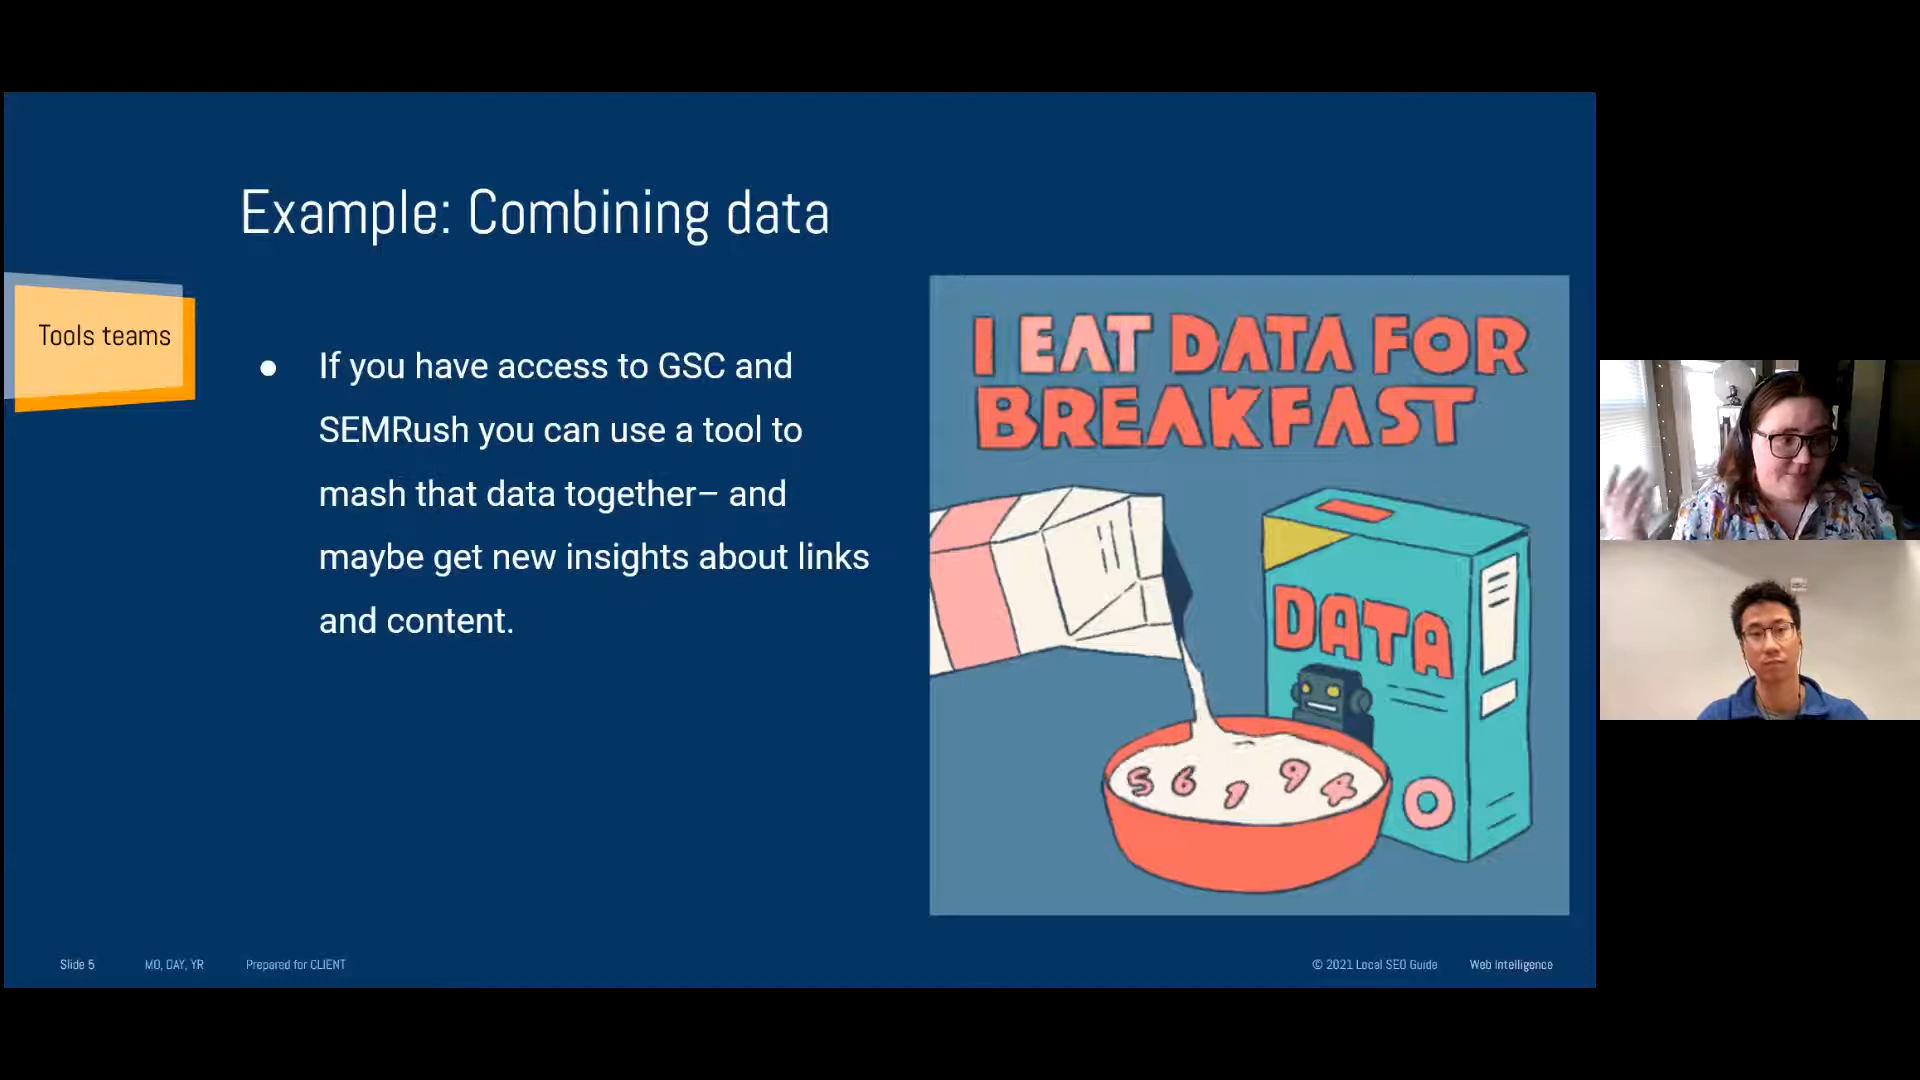 Example: Combining data
Tools teams
● If you have access to GSC and
SEMRush you can use a tool to
mash that data together– and
maybe get new insights about links
and content.
I EAT DATA FOR
BREAKFAST
DATA
5 6 1 9 4
Slide 5 MO, DAY, YR Prepared for CLIENT © 2021 Local SEO Guide Web Intelligence